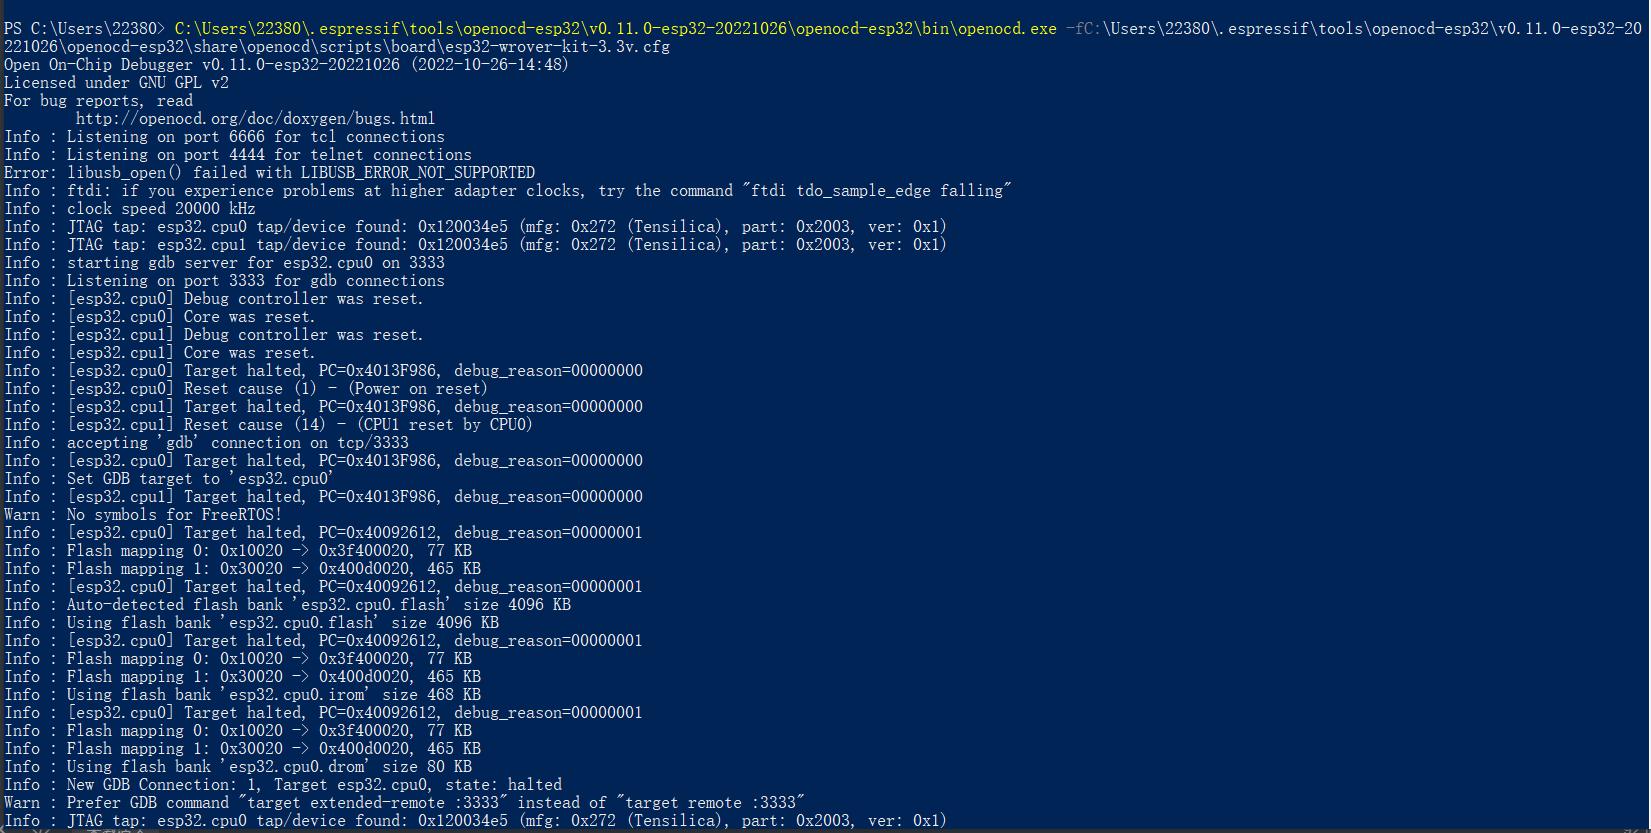 PS C:\Users\22380> C:\Users\22380\.espressif\tools\openocd-esp32\v0.11.0-esp32-20221026\openocd-esp32\bin\openocd.exe -fC:\Users\22380\.espressif\tools\openocd-esp32\v0.11.0-esp32-20
221026\openocd-esp32\share\openocd\scripts\board\esp32-wrover-kit-3.3v.cfg
Open On-Chip Debugger v0.11.0-esp32-20221026 (2022-10-26-14:48)
Licensed under GNU GPL v2
For bug reports, read
http://openocd.org/doc/doxygen/bugs.html
Info : Listening on port 6666 for tcl connections
Info : Listening on port 4444 for telnet connections
Error: libusb_open() failed with LIBUSB_ERROR_NOT_SUPPORTED
Info : ftdi: if you experience problems at higher adapter clocks, try the command "ftdi tdo_sample_edge falling"
Info : clock speed 20000 kHz
Info : JTAG tap: esp32.cpu0 tap/device found: 0x120034e5 (mfg: 0x272 (Tensilica), part: 0x2003, ver: 0x1)
Info : JTAG tap: esp32.cpu1 tap/device found: 0x120034e5 (mfg: 0x272 (Tensilica), part: 0x2003, ver: 0x1)
Info : starting gdb server for esp32.cpu0 on 3333
Info : Listening on port 3333 for gdb connections
Info : [esp32.cpu0] Debug controller was reset.
Info : [esp32.cpu0] Core was reset.
Info : [esp32.cpu1] Debug controller was reset.
Info : [esp32.cpu1] Core was reset.
Info : [esp32.cpu0] Target halted, PC=0x4013F986, debug_reason=00000000
Info : [esp32.cpu0] Reset cause (1) - (Power on reset)
Info : [esp32.cpu1] Target halted, PC=0x4013F986, debug_reason=00000000
Info : [esp32.cpu1] Reset cause (14) - (CPU1 reset by CPU0)
Info : accepting 'gdb' connection on tcp/3333
Info : [esp32.cpu0] Target halted, PC=0x4013F986, debug_reason=00000000
Info : Set GDB target to 'esp32.cpu0'
Info : [esp32.cpu1] Target halted, PC=0x4013F986, debug_reason=00000000
Warn : No symbols for FreeRTOS!
Info : [esp32.cpu0] Target halted, PC=0x40092612, debug_reason=00000001
Info : Flash mapping 0: 0x10020 -> 0x3f400020, 77 KB
Info : Flash mapping 1: 0x30020 -> 0x400d0020, 465 KB
Info : [esp32.cpu0] Target halted, PC=0x40092612, debug_reason=00000001
Info : Auto-detected flash bank 'esp32.cpu0.flash' size 4096 KB
Info : Using flash bank 'esp32.cpu0.flash' size 4096 KB
Info : [esp32.cpu0] Target halted, PC=0x40092612, debug_reason=00000001
Info : Flash mapping 0: 0x10020 -> 0x3f400020, 77 KB
Info : Flash mapping 1: 0x30020 -> 0x400d0020, 465 KB
Info : Using flash bank 'esp32.cpu0.irom' size 468 KB
Info : [esp32.cpu0] Target halted, PC=0x40092612, debug_reason=00000001
Info : Flash mapping 0: 0x10020 -> 0x3f400020, 77 KB
Info : Flash mapping 1: 0x30020 -> 0x400d0020, 465 KB
Info : Using flash bank 'esp32.cpu0.drom' size 80 KB
Info : New GDB Connection: 1, Target esp32.cpu0, state: halted
Warn : Prefer GDB command "target extended-remote :3333" instead of "target remote :3333"
Info : JTAG tap: esp32.cpu0 tap/device found: 0x120034e5 (mfg: 0x272 (Tensilica), part: 0x2003, ver: 0x1)